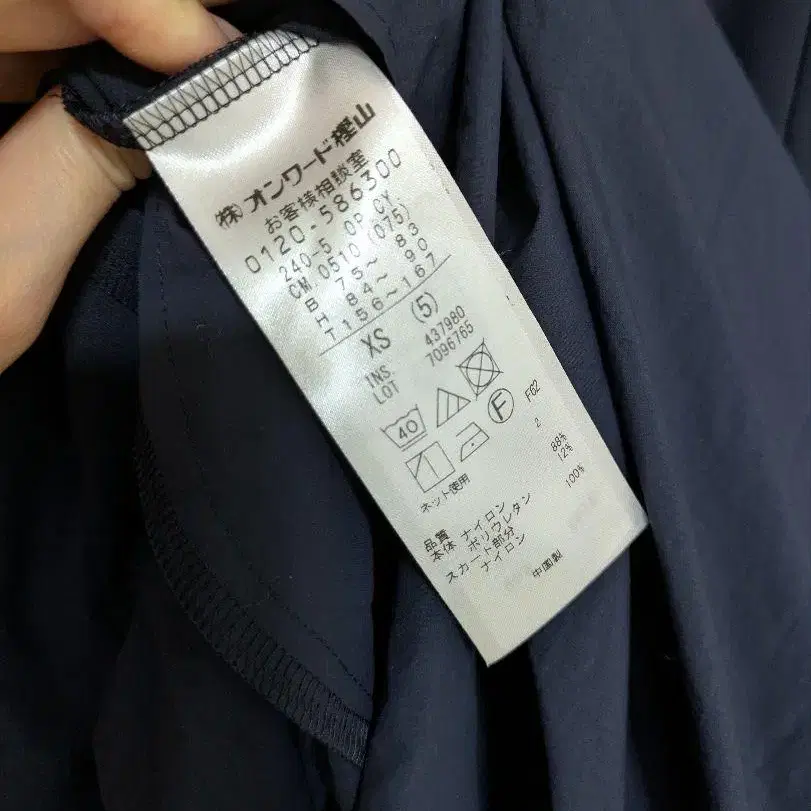 ㈱オンワード樫山
お客様相談室
0120-586300
240-5 OP CY
CM 0510 (075)
B 75～ 83
H 84～ 90
T156～167
XS (5)
INS. 437980
LOT 7096765
40
F
F62
2
ネット使用
品質
本体 ナイロン 88%
ポリウレタン 12%
スカート部分
ナイロン 100%
中国製